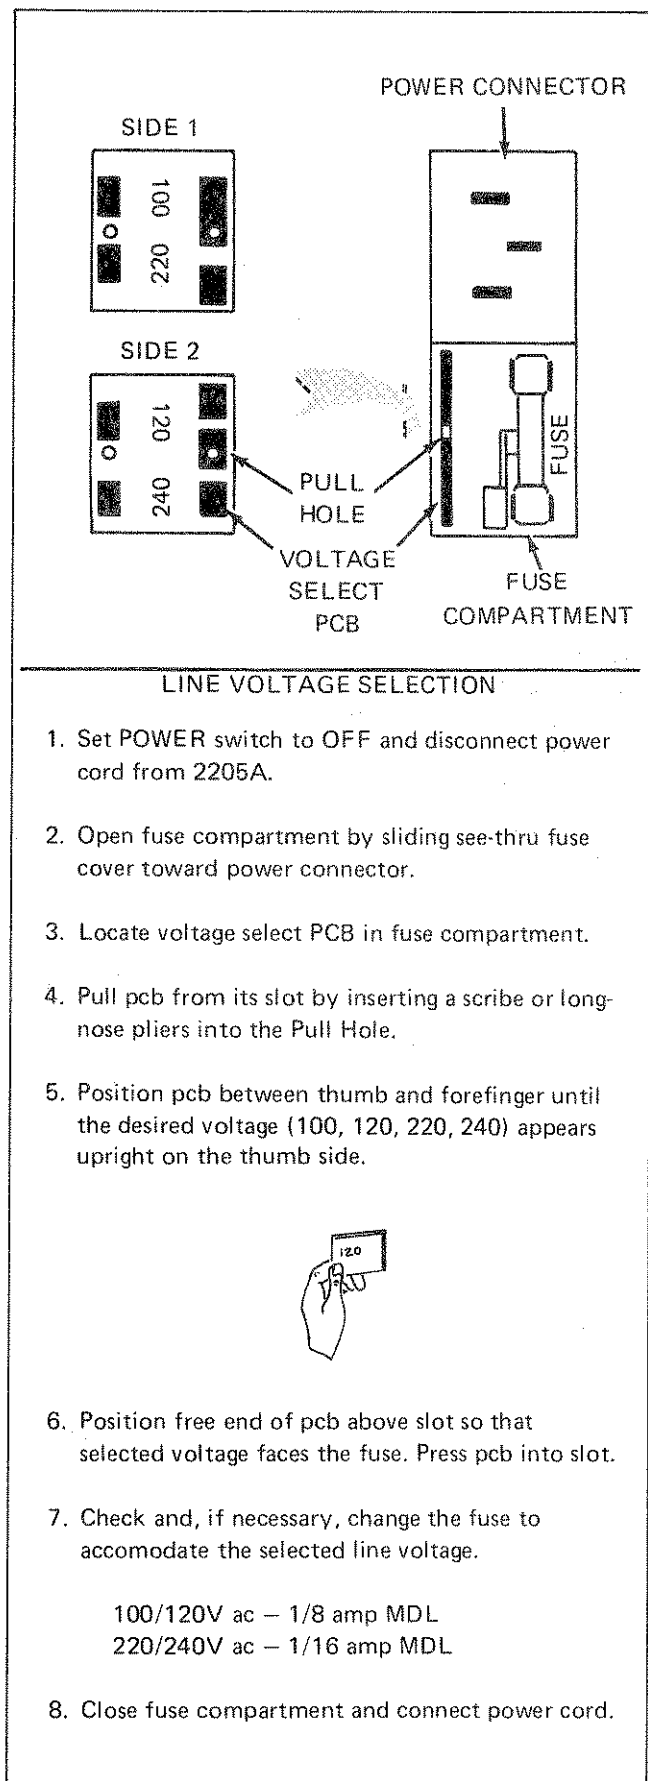 POWER CONNECTOR
SIDE 1
100
220
SIDE 2
120
240
PULL
HOLE
VOLTAGE
SELECT
PCB
FUSE
FUSE
COMPARTMENT
LINE VOLTAGE SELECTION
1. Set POWER switch to OFF and disconnect power
cord from 2205A.
2. Open fuse compartment by sliding see-thru fuse
cover toward power connector.
3. Locate voltage select PCB in fuse compartment.
4. Pull pcb from its slot by inserting a scribe or long-
nose pliers into the Pull Hole.
5. Position pcb between thumb and forefinger until
the desired voltage (100, 120, 220, 240) appears
upright on the thumb side.
120
6. Position free end of pcb above slot so that
selected voltage faces the fuse. Press pcb into slot.
7. Check and, if necessary, change the fuse to
accomodate the selected line voltage.
100/120V ac – 1/8 amp MDL
220/240V ac – 1/16 amp MDL
8. Close fuse compartment and connect power cord.